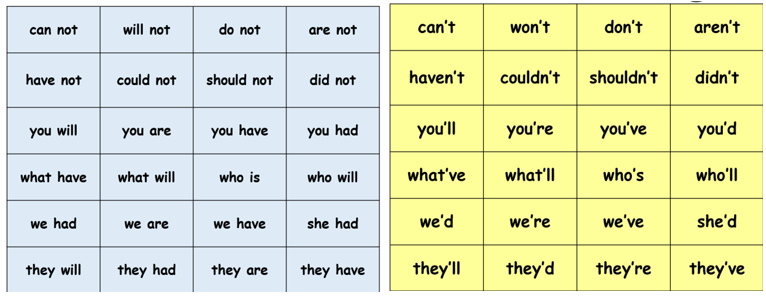 can not will not do not are not
have not could not should not did not
you will you are you have you had
what have what will who is who will
we had we are we have she had
they will they had they are they have
can't won't don't aren't
haven't couldn't shouldn't didn't
you'll you're you've you'd
what've what'll who's who'll
we'd we're we've she'd
they'll they'd they're they've